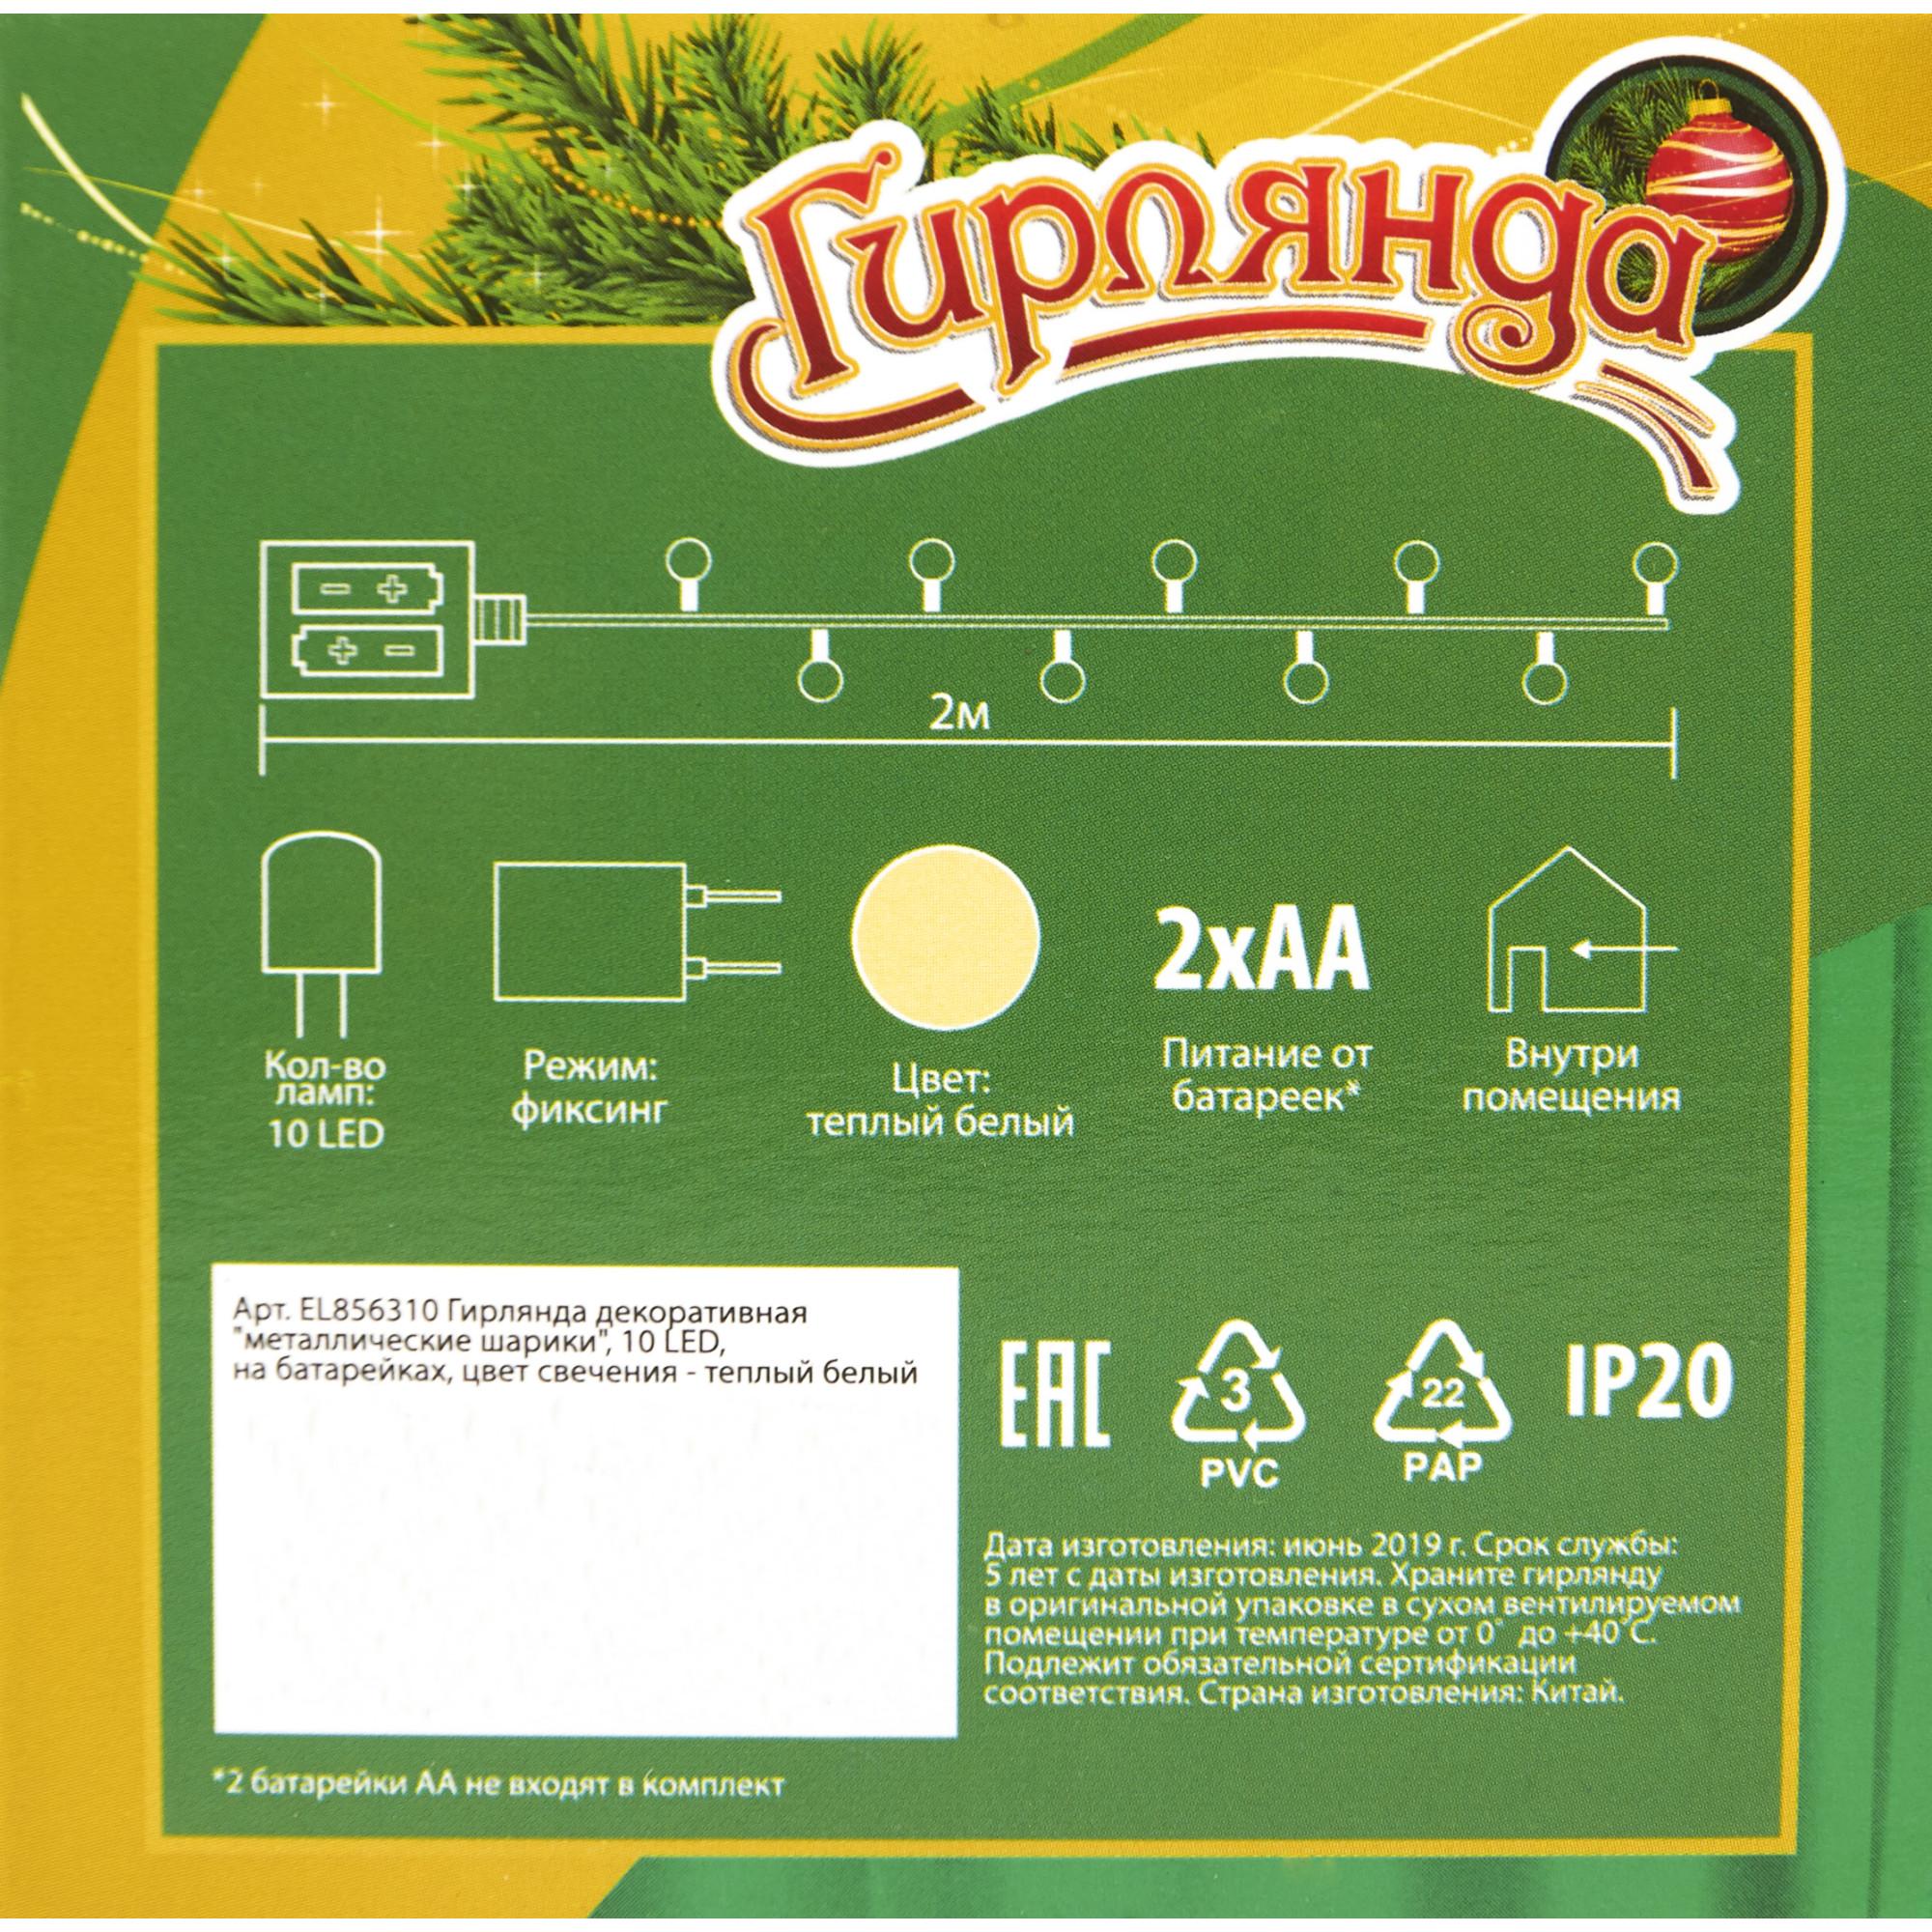 Гирлянда
2м
Кол-во
ламп:
10 LED
Режим:
фиксинг
Цвет:
теплый белый
2xAA
Питание от
батареек*
Внутри
помещения
Арт. EL856310 Гирлянда декоративная
"металлические шарики", 10 LED,
на батарейках, цвет свечения - теплый белый
EAC
3
PVC
22
PAP
IP20
Дата изготовления: июнь 2019 г. Срок службы:
5 лет с даты изготовления. Храните гирлянду
в оригинальной упаковке в сухом вентилируемом
помещении при температуре от 0° до +40°С.
Подлежит обязательной сертификации
соответствия. Страна изготовления: Китай.
*2 батарейки АА не входят в комплект